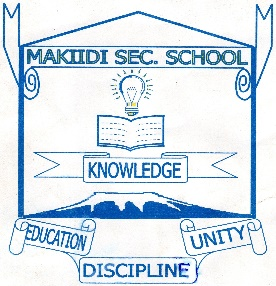 MAKIIDI SEC. SCHOOL
KNOWLEDGE
EDUCATION
UNITY
DISCIPLINE